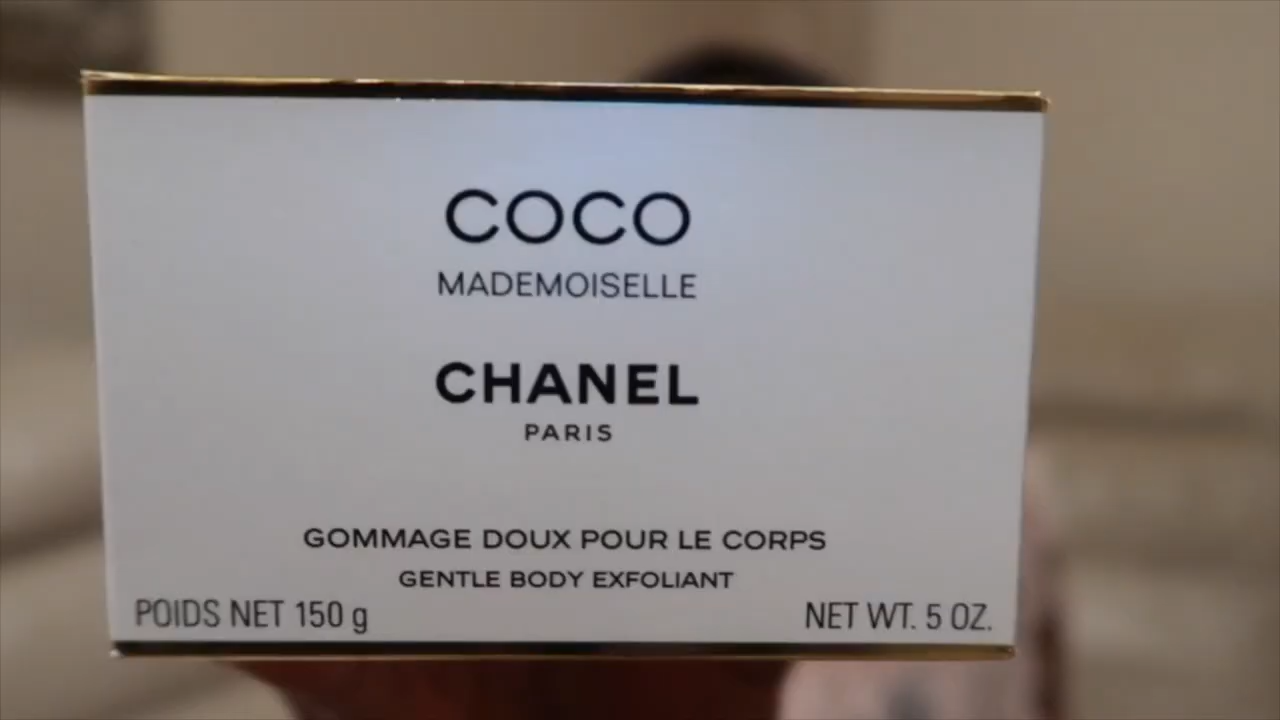 COCO
MADEMOISELLE
CHANEL
PARIS
GOMMAGE DOUX POUR LE CORPS
GENTLE BODY EXFOLIANT
POIDS NET 150 g NET WT. 5 OZ.